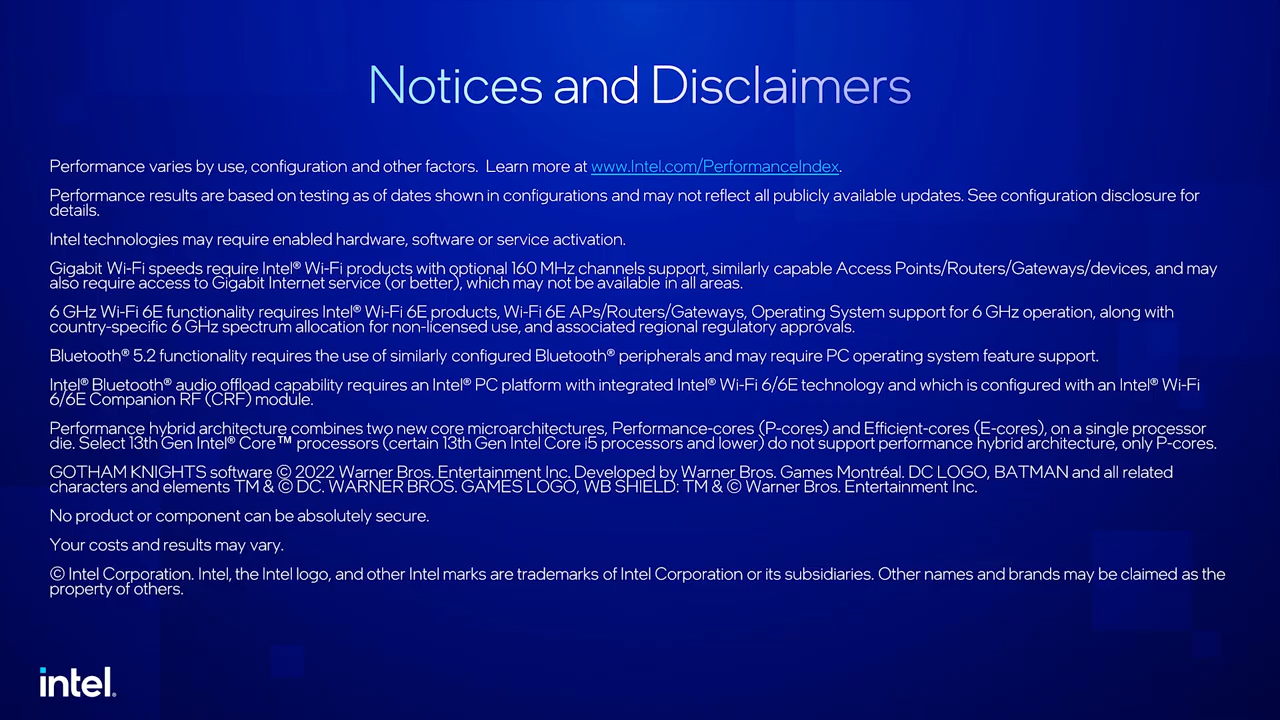 Notices and Disclaimers
Performance varies by use, configuration and other factors. Learn more at www.Intel.com/PerformanceIndex.
Performance results are based on testing as of dates shown in configurations and may not reflect all publicly available updates. See configuration disclosure for
details.
Intel technologies may require enabled hardware, software or service activation.
Gigabit Wi-Fi speeds require Intel® Wi-Fi products with optional 160 MHz channels support, similarly capable Access Points/Routers/Gateways/devices, and may
also require access to Gigabit Internet service (or better), which may not be available in all areas.
6 GHz Wi-Fi 6E functionality requires Intel® Wi-Fi 6E products, Wi-Fi 6E APs/Routers/Gateways, Operating System support for 6 GHz operation, along with
country-specific 6 GHz spectrum allocation for non-licensed use, and associated regional regulatory approvals.
Bluetooth® 5.2 functionality requires the use of similarly configured Bluetooth® peripherals and may require PC operating system feature support.
Intel® Bluetooth® audio offload capability requires an Intel® PC platform with integrated Intel® Wi-Fi 6/6E technology and which is configured with an Intel® Wi-Fi
6/6E Companion RF (CRF) module.
Performance hybrid architecture combines two new core microarchitectures, Performance-cores (P-cores) and Efficient-cores (E-cores), on a single processor
die. Select 13th Gen Intel® Core™ processors (certain 13th Gen Intel Core i5 processors and lower) do not support performance hybrid architecture, only P-cores.
GOTHAM KNIGHTS software © 2022 Warner Bros. Entertainment Inc. Developed by Warner Bros. Games Montréal. DC LOGO, BATMAN and all related
characters and elements TM & © DC. WARNER BROS. GAMES LOGO, WB SHIELD: TM & © Warner Bros. Entertainment Inc.
No product or component can be absolutely secure.
Your costs and results may vary.
© Intel Corporation. Intel, the Intel logo, and other Intel marks are trademarks of Intel Corporation or its subsidiaries. Other names and brands may be claimed as the
property of others.
intel®